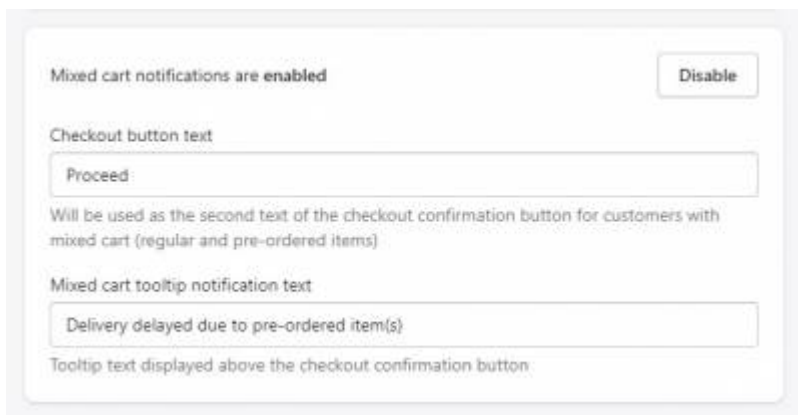 Mixed cart notifications are enabled
Disable
Checkout button text
Proceed
Will be used as the second text of the checkout confirmation button for customers with
mixed cart (regular and pre-ordered items)
Mixed cart tooltip notification text
Delivery delayed due to pre-ordered item(s)
Tooltip text displayed above the checkout confirmation button